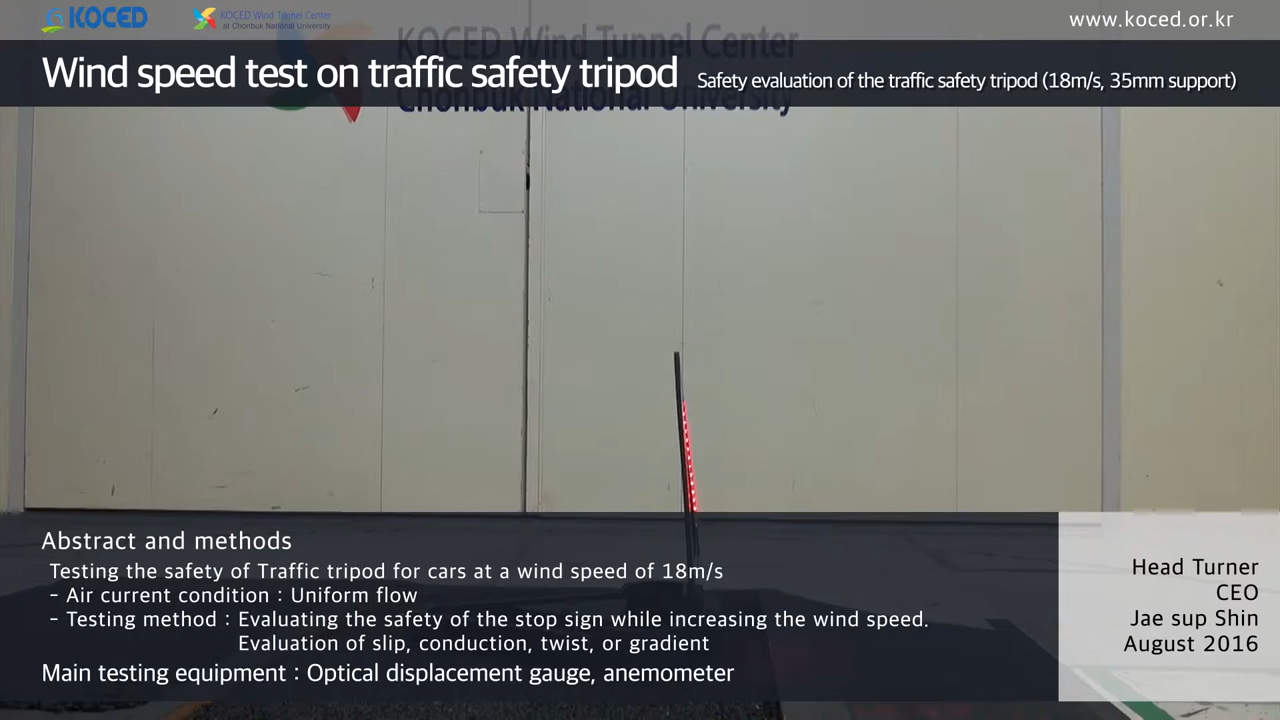 KOCED
KOCED Wind Tunnel Center
at Chonbuk National University
www.koced.or.kr
KOCED Wind Tunnel Center
Chonbuk National University
Wind speed test on traffic safety tripod
Safety evaluation of the traffic safety tripod (18m/s, 35mm support)
Abstract and methods
Testing the safety of Traffic tripod for cars at a wind speed of 18m/s
- Air current condition : Uniform flow
- Testing method : Evaluating the safety of the stop sign while increasing the wind speed.
Evaluation of slip, conduction, twist, or gradient
Main testing equipment : Optical displacement gauge, anemometer
Head Turner
CEO
Jae sup Shin
August 2016